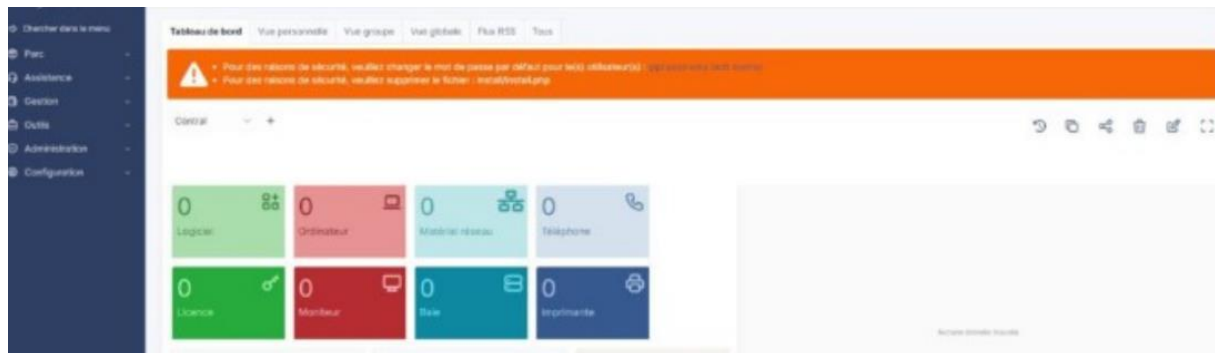 Chercher dans le menu
Parc
Assistance
Gestion
Outils
Administration
Configuration
Tableau de bord Vue personnelle Vue groupe Vue globale Flux RSS Tous
Pour des raisons de sécurité, veuillez changer le mot de passe par défaut pour le(s) utilisateur(s) :
Pour des raisons de sécurité, veuillez supprimer le fichier : install/install.php
Central
0 0 0 0
Logiciel Ordinateur Matériel réseau Téléphone
0 0 0 0
Licence Moniteur Baie Imprimante
Aucune donnée trouvée